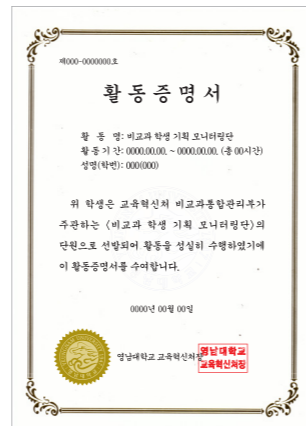 제000-0000000호
활동증명서
활 동 명: 비교과 학생 기획 모니터링단
활동기간: 0000.00.00. ~ 0000.00.00. (총 00시간)
성명(학번): 000(000)
위 학생은 교육혁신처 비교과통합관리부가
주관하는 <비교과 학생 기획 모니터링단>의
단원으로 선발되어 활동을 성실히 수행하였기에
이 활동증명서를 수여합니다.
0000년 00월 00일
영남대학교 교육혁신처장
영남대학교
교육혁신처장